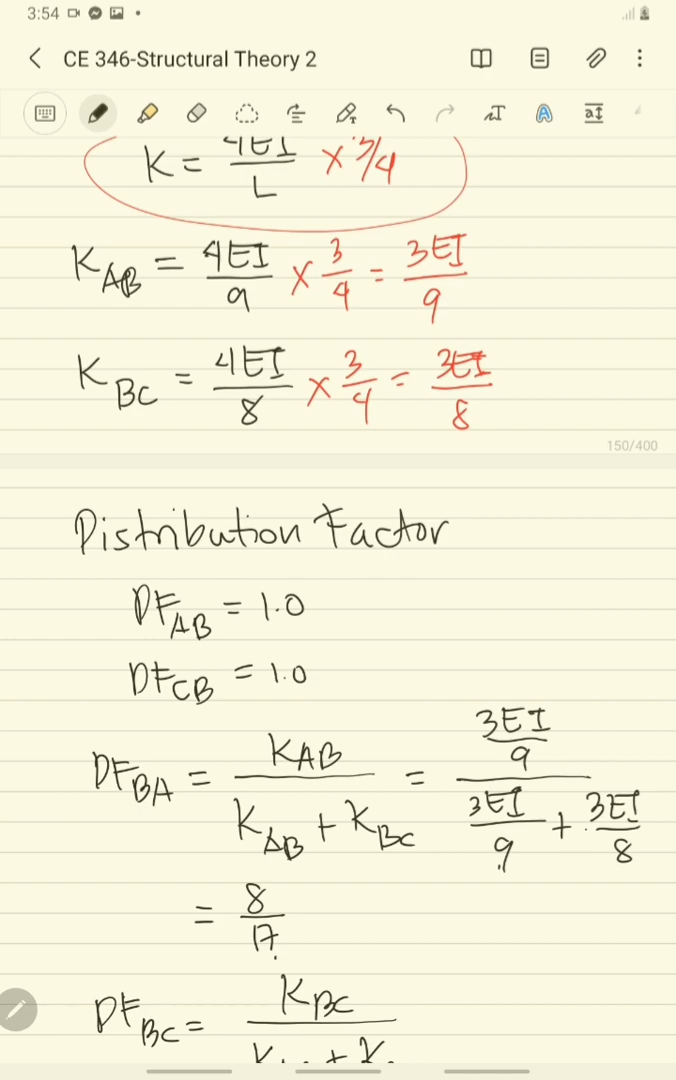 3:54
CE 346-Structural Theory 2
K = 4EI/L × 3/4
K_AB = 4EI/9 × 3/4 = 3EI/9
K_BC = 4EI/8 × 3/4 = 3EI/8
150/400
Distribution Factor
DF_AB = 1.0
DF_CB = 1.0
DF_BA = K_AB/(K_AB + K_BC) = (3EI/9)/(3EI/9 + 3EI/8)
= 8/17
DF_BC = K_BC